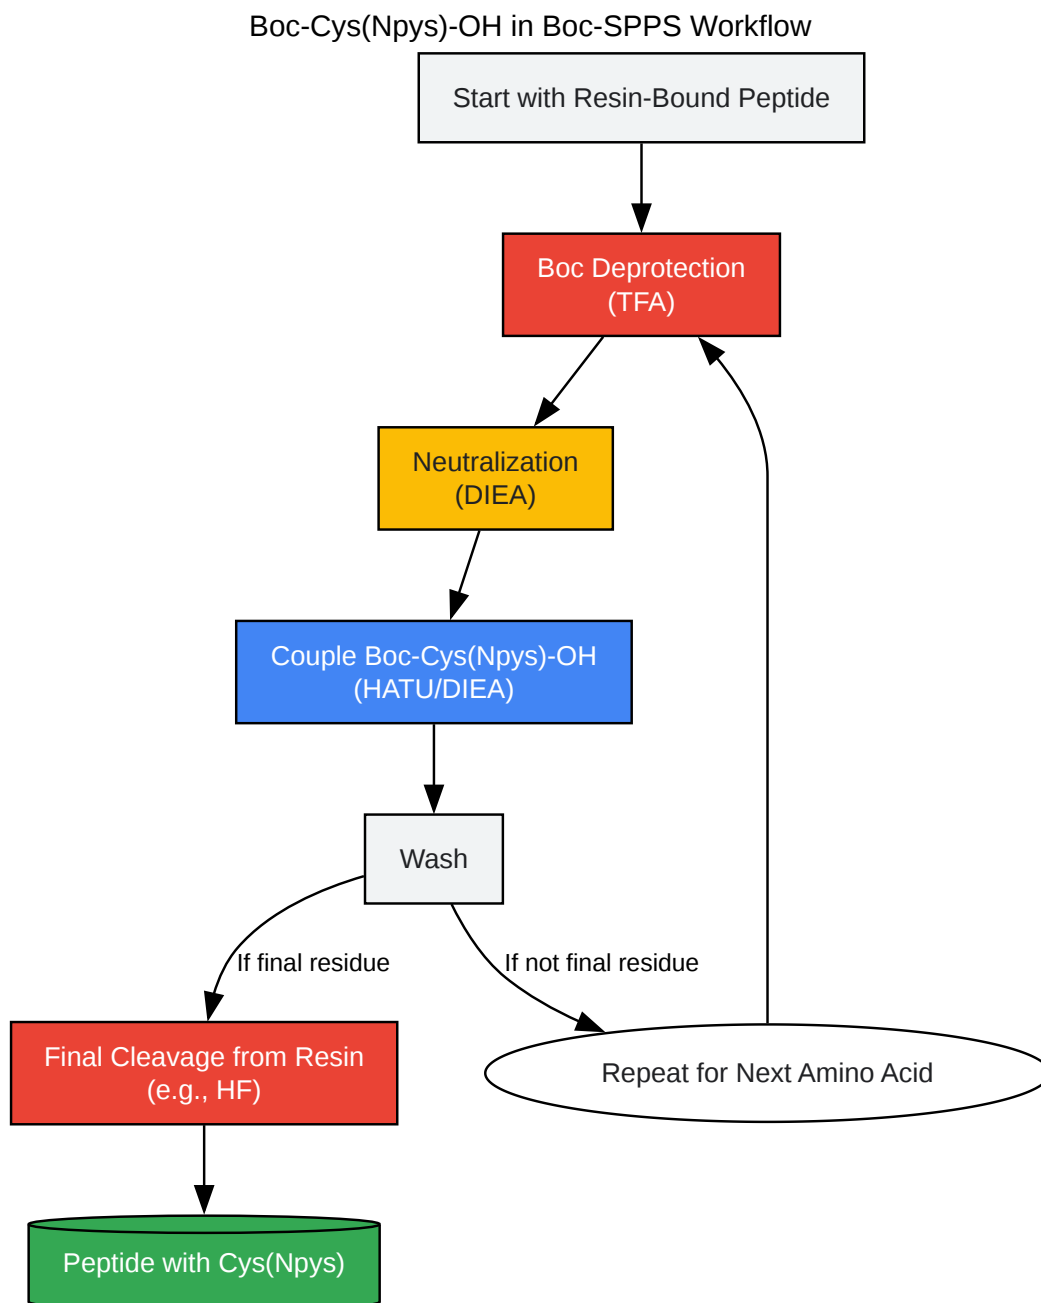 Boc-Cys(Npys)-OH in Boc-SPPS Workflow
Start with Resin-Bound Peptide
Boc Deprotection
(TFA)
Neutralization
(DIEA)
Couple Boc-Cys(Npys)-OH
(HATU/DIEA)
Wash
If final residue
If not final residue
Final Cleavage from Resin
(e.g., HF)
Repeat for Next Amino Acid
Peptide with Cys(Npys)